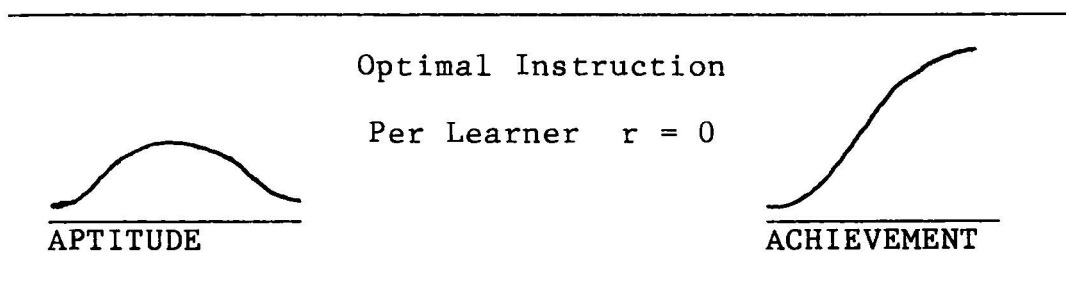 Optimal Instruction
Per Learner r = 0
APTITUDE
ACHIEVEMENT